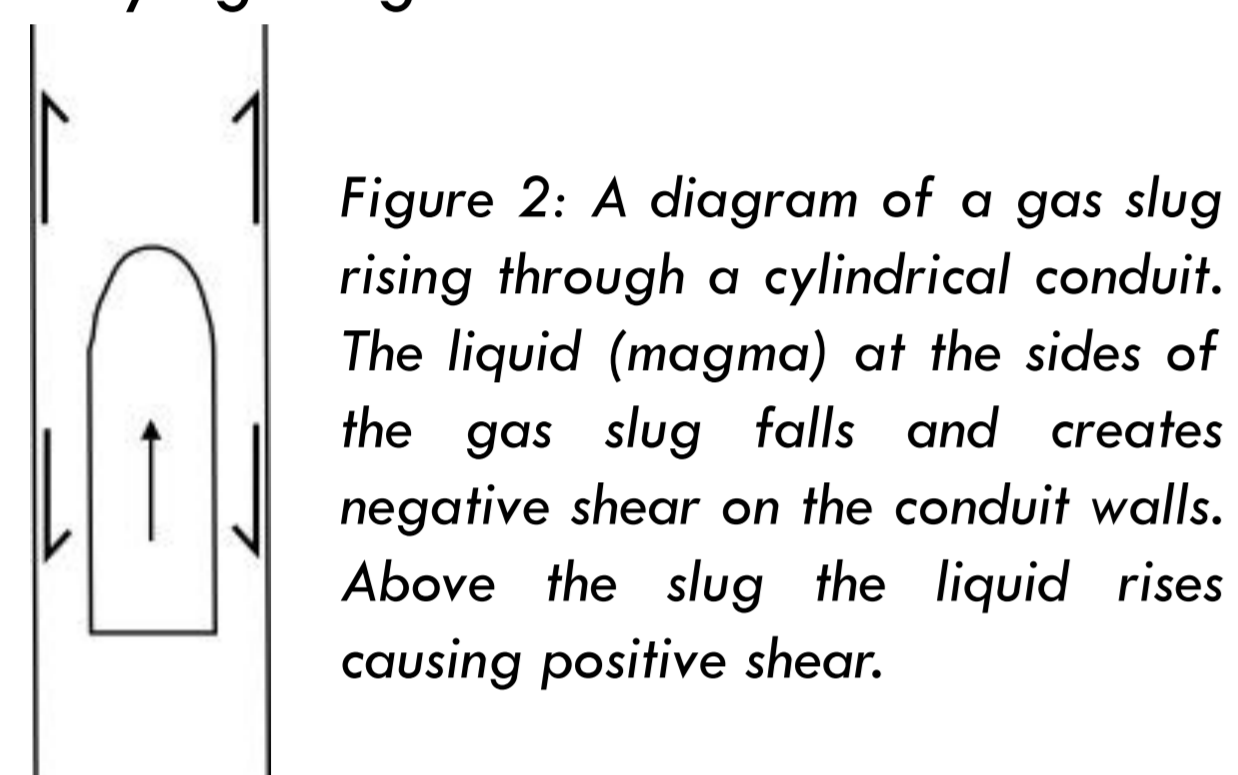 Figure 2: A diagram of a gas slug
rising through a cylindrical conduit.
The liquid (magma) at the sides of
the gas slug falls and creates
negative shear on the conduit walls.
Above the slug the liquid rises
causing positive shear.